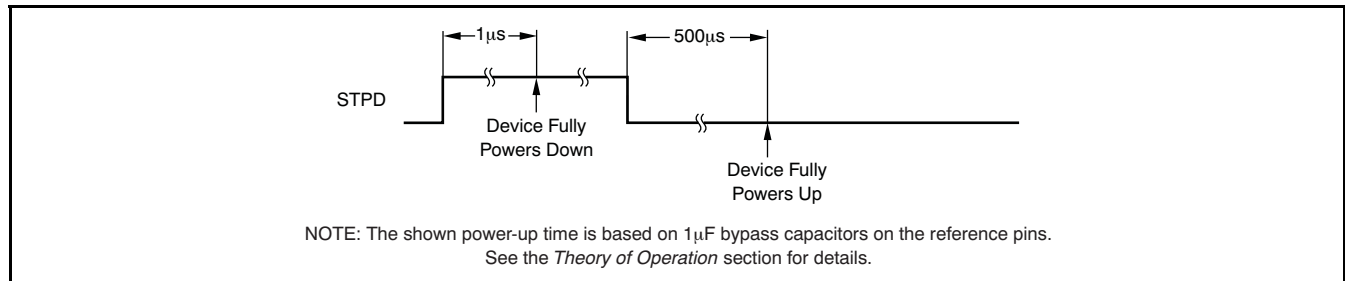 1μs
500μs
STPD
Device Fully
Powers Down
Device Fully
Powers Up
NOTE: The shown power-up time is based on 1μF bypass capacitors on the reference pins.
See the Theory of Operation section for details.